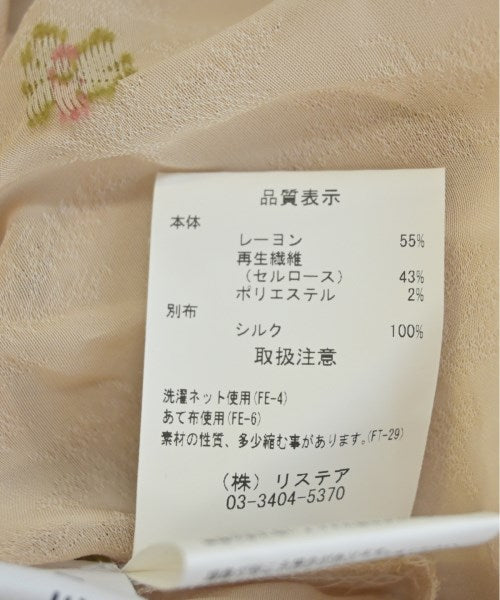 品質表示
本体
レーヨン 55%
再生繊維
(セルロース) 43%
ポリエステル 2%
別布
シルク 100%
取扱注意
洗濯ネット使用(FE-4)
あて布使用(FE-6)
素材の性質、多少縮む事があります。(FT-29)
(株) リステア
03-3404-5370